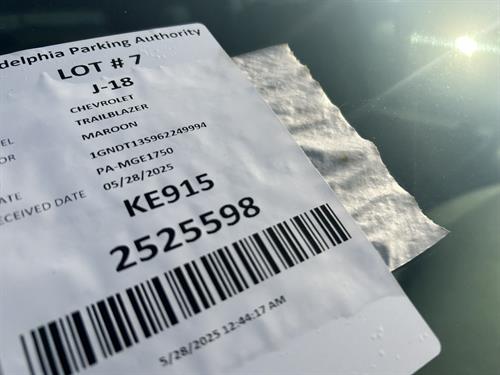 delphia Parking Authority
LOT # 7
J-18
CHEVROLET
TRAILBLAZER
EL MAROON
OR 1GNDT13S962249994
PA-MGE1750
ATE 05/28/2025
RECEIVED DATE
KE915
2525598
5/28/2025 12:44:17 AM